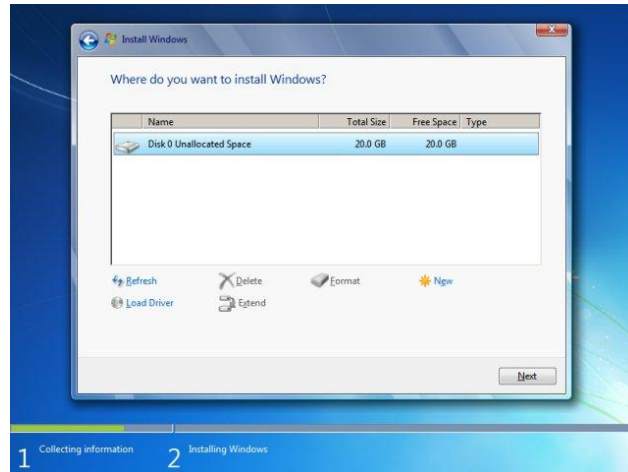 Install Windows
Where do you want to install Windows?
Name Total Size Free Space Type
Disk 0 Unallocated Space 20.0 GB 20.0 GB
Refresh Delete Format New
Load Driver Extend
Next
1 Collecting information 2 Installing Windows